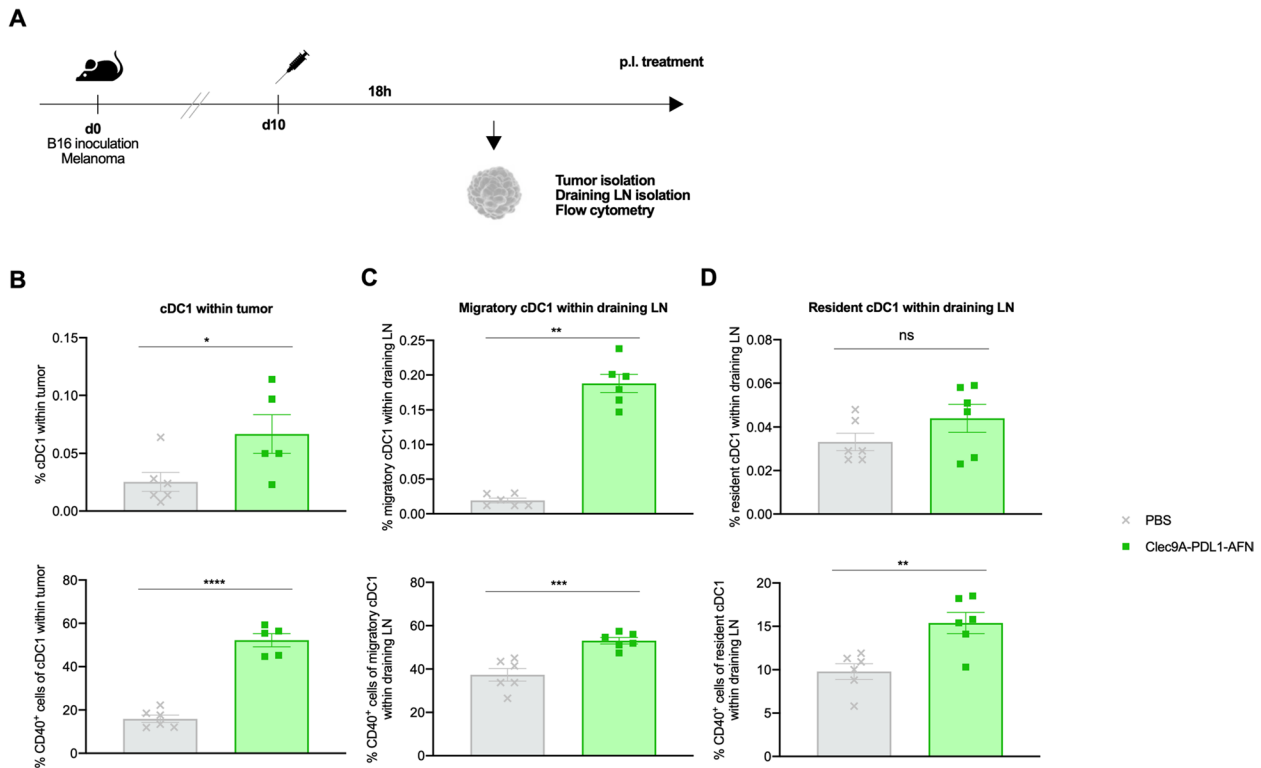 A
p.l. treatment
18h
d0
d10
B16 inoculation
Melanoma
Tumor isolation
Draining LN isolation
Flow cytometry
B
cDC1 within tumor
% cDC1 within tumor
0.15
0.10
0.05
0.00
*
% CD40⁺ cells of cDC1 within tumor
80
60
40
20
0
****
C
Migratory cDC1 within draining LN
% migratory cDC1 within draining LN
0.25
0.20
0.15
0.10
0.05
0.00
**
% CD40⁺ cells of migratory cDC1
within draining LN
80
60
40
20
0
***
D
Resident cDC1 within draining LN
% resident cDC1 within draining LN
0.08
0.06
0.04
0.02
0.00
ns
% CD40⁺ cells of resident cDC1
within draining LN
20
15
10
5
0
**
PBS
Clec9A-PDL1-AFN